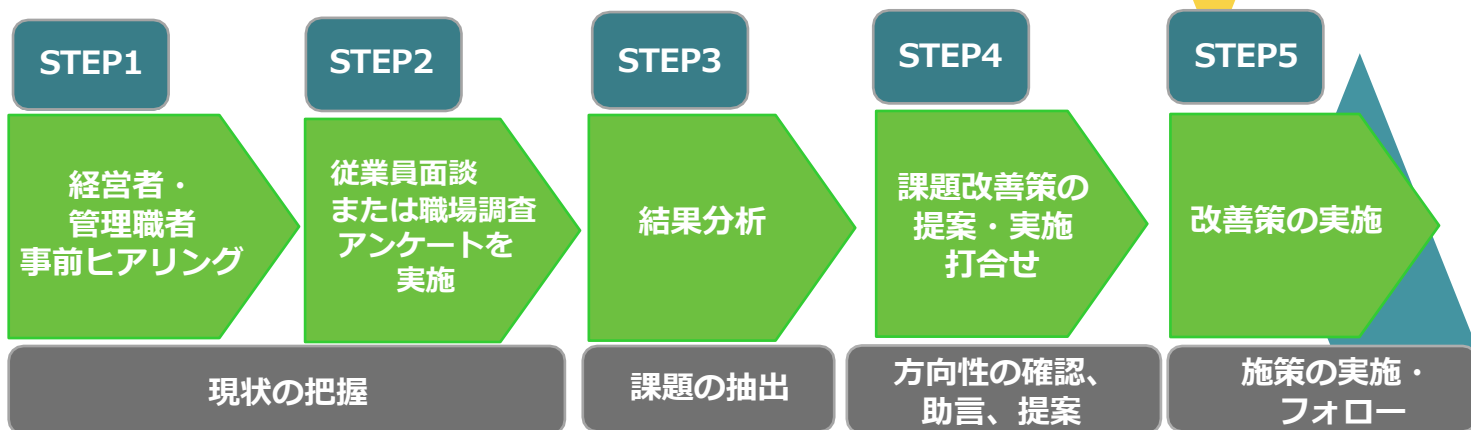 STEP1
STEP2
STEP3
STEP4
STEP5
経営者・
管理職者
事前ヒアリング
従業員面談
または職場調査
アンケートを
実施
結果分析
課題改善策の
提案・実施
打合せ
改善策の実施
現状の把握
課題の抽出
方向性の確認、
助言、提案
施策の実施・
フォロー